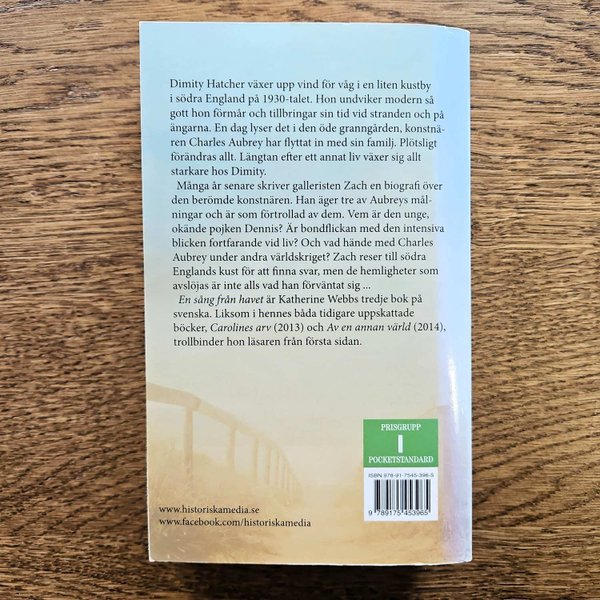 Dimity Hatcher växer upp vind för våg i en liten kustby
i södra England på 1930-talet. Hon undviker modern så
gott hon förmår och tillbringar sin tid vid stranden och på
ängarna. En dag lyser det i den öde granngården, konstnä-
ren Charles Aubrey har flyttat in med sin familj. Plötsligt
förändras allt. Längtan efter ett annat liv växer sig allt
starkare hos Dimity.
Många år senare skriver galleristen Zach en biografi över
den berömde konstnären. Han äger tre av Aubreys mål-
ningar och är som förtrollad av dem. Vem är den unge,
okände pojken Dennis? Är bondflickan med den intensiva
blicken fortfarande vid liv? Och vad hände med Charles
Aubrey under andra världskriget? Zach reser till södra
Englands kust för att finna svar, men de hemligheter som
avslöjas är inte alls vad han förväntat sig ...
En sång från havet är Katherine Webbs tredje bok på
svenska. Liksom i hennes båda tidigare uppskattade
böcker, Carolines arv (2013) och Av en annan värld (2014),
trollbinder hon läsaren från första sidan.
PRISGRUPP
I
POCKETSTANDARD
ISBN 978-91-7545-396-5
9 789175 453965
www.historiskamedia.se
www.facebook.com/historiskamedia